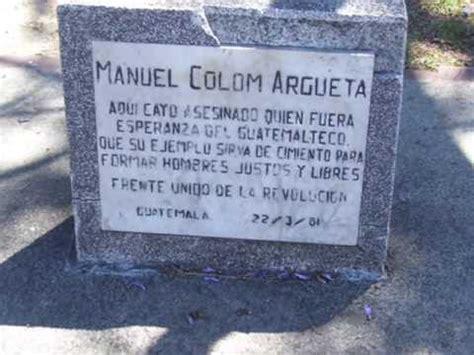 MANUEL COLOM ARGUETA
AQUI CAYO ASESINADO QUIEN FUERA
ESPERANZA DEL GUATEMALTECO,
QUE SU EJEMPLO SIRVA DE CIMIENTO PARA
FORMAR HOMBRES JUSTOS Y LIBRES
FRENTE UNIDO DE LA REVOLUCION
GUATEMALA 22/3/81